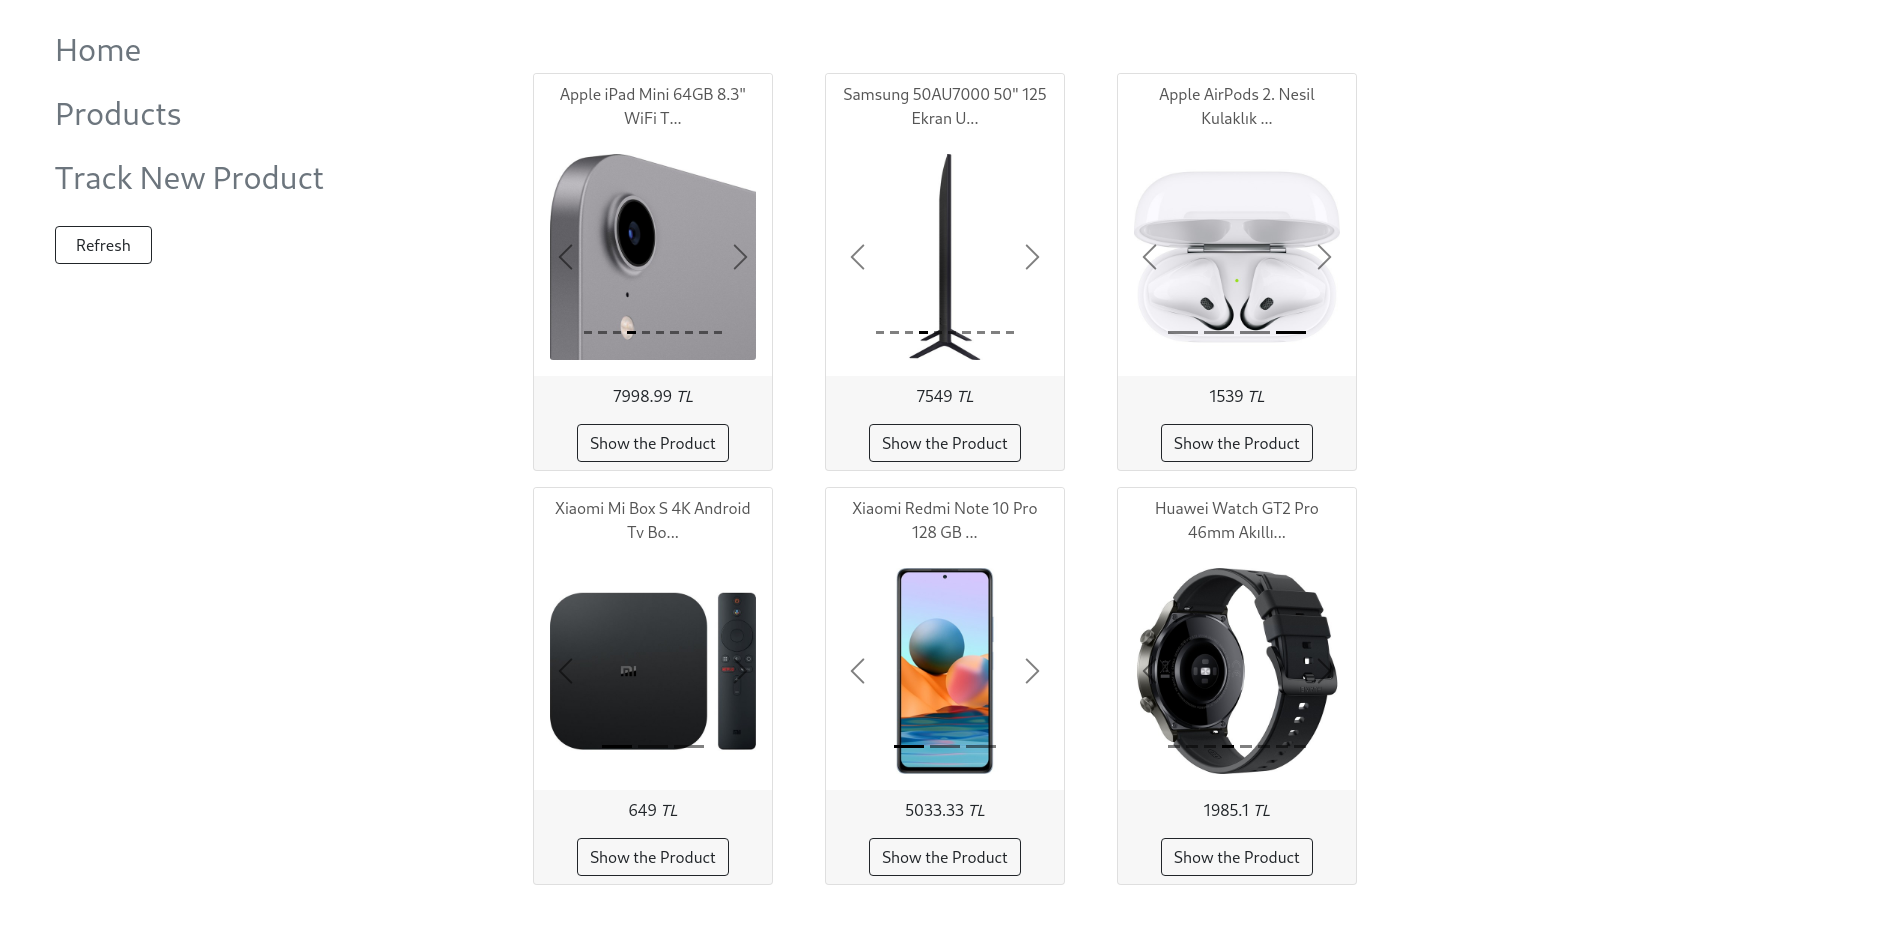 Home
Products
Track New Product
Refresh
Apple iPad Mini 64GB 8.3"
WiFi T...
7998.99 TL
Show the Product
Samsung 50AU7000 50" 125
Ekran U...
7549 TL
Show the Product
Apple AirPods 2. Nesil
Kulaklık ...
1539 TL
Show the Product
Xiaomi Mi Box S 4K Android
Tv Bo...
649 TL
Show the Product
Xiaomi Redmi Note 10 Pro
128 GB ...
5033.33 TL
Show the Product
Huawei Watch GT2 Pro
46mm Akıllı...
1985.1 TL
Show the Product